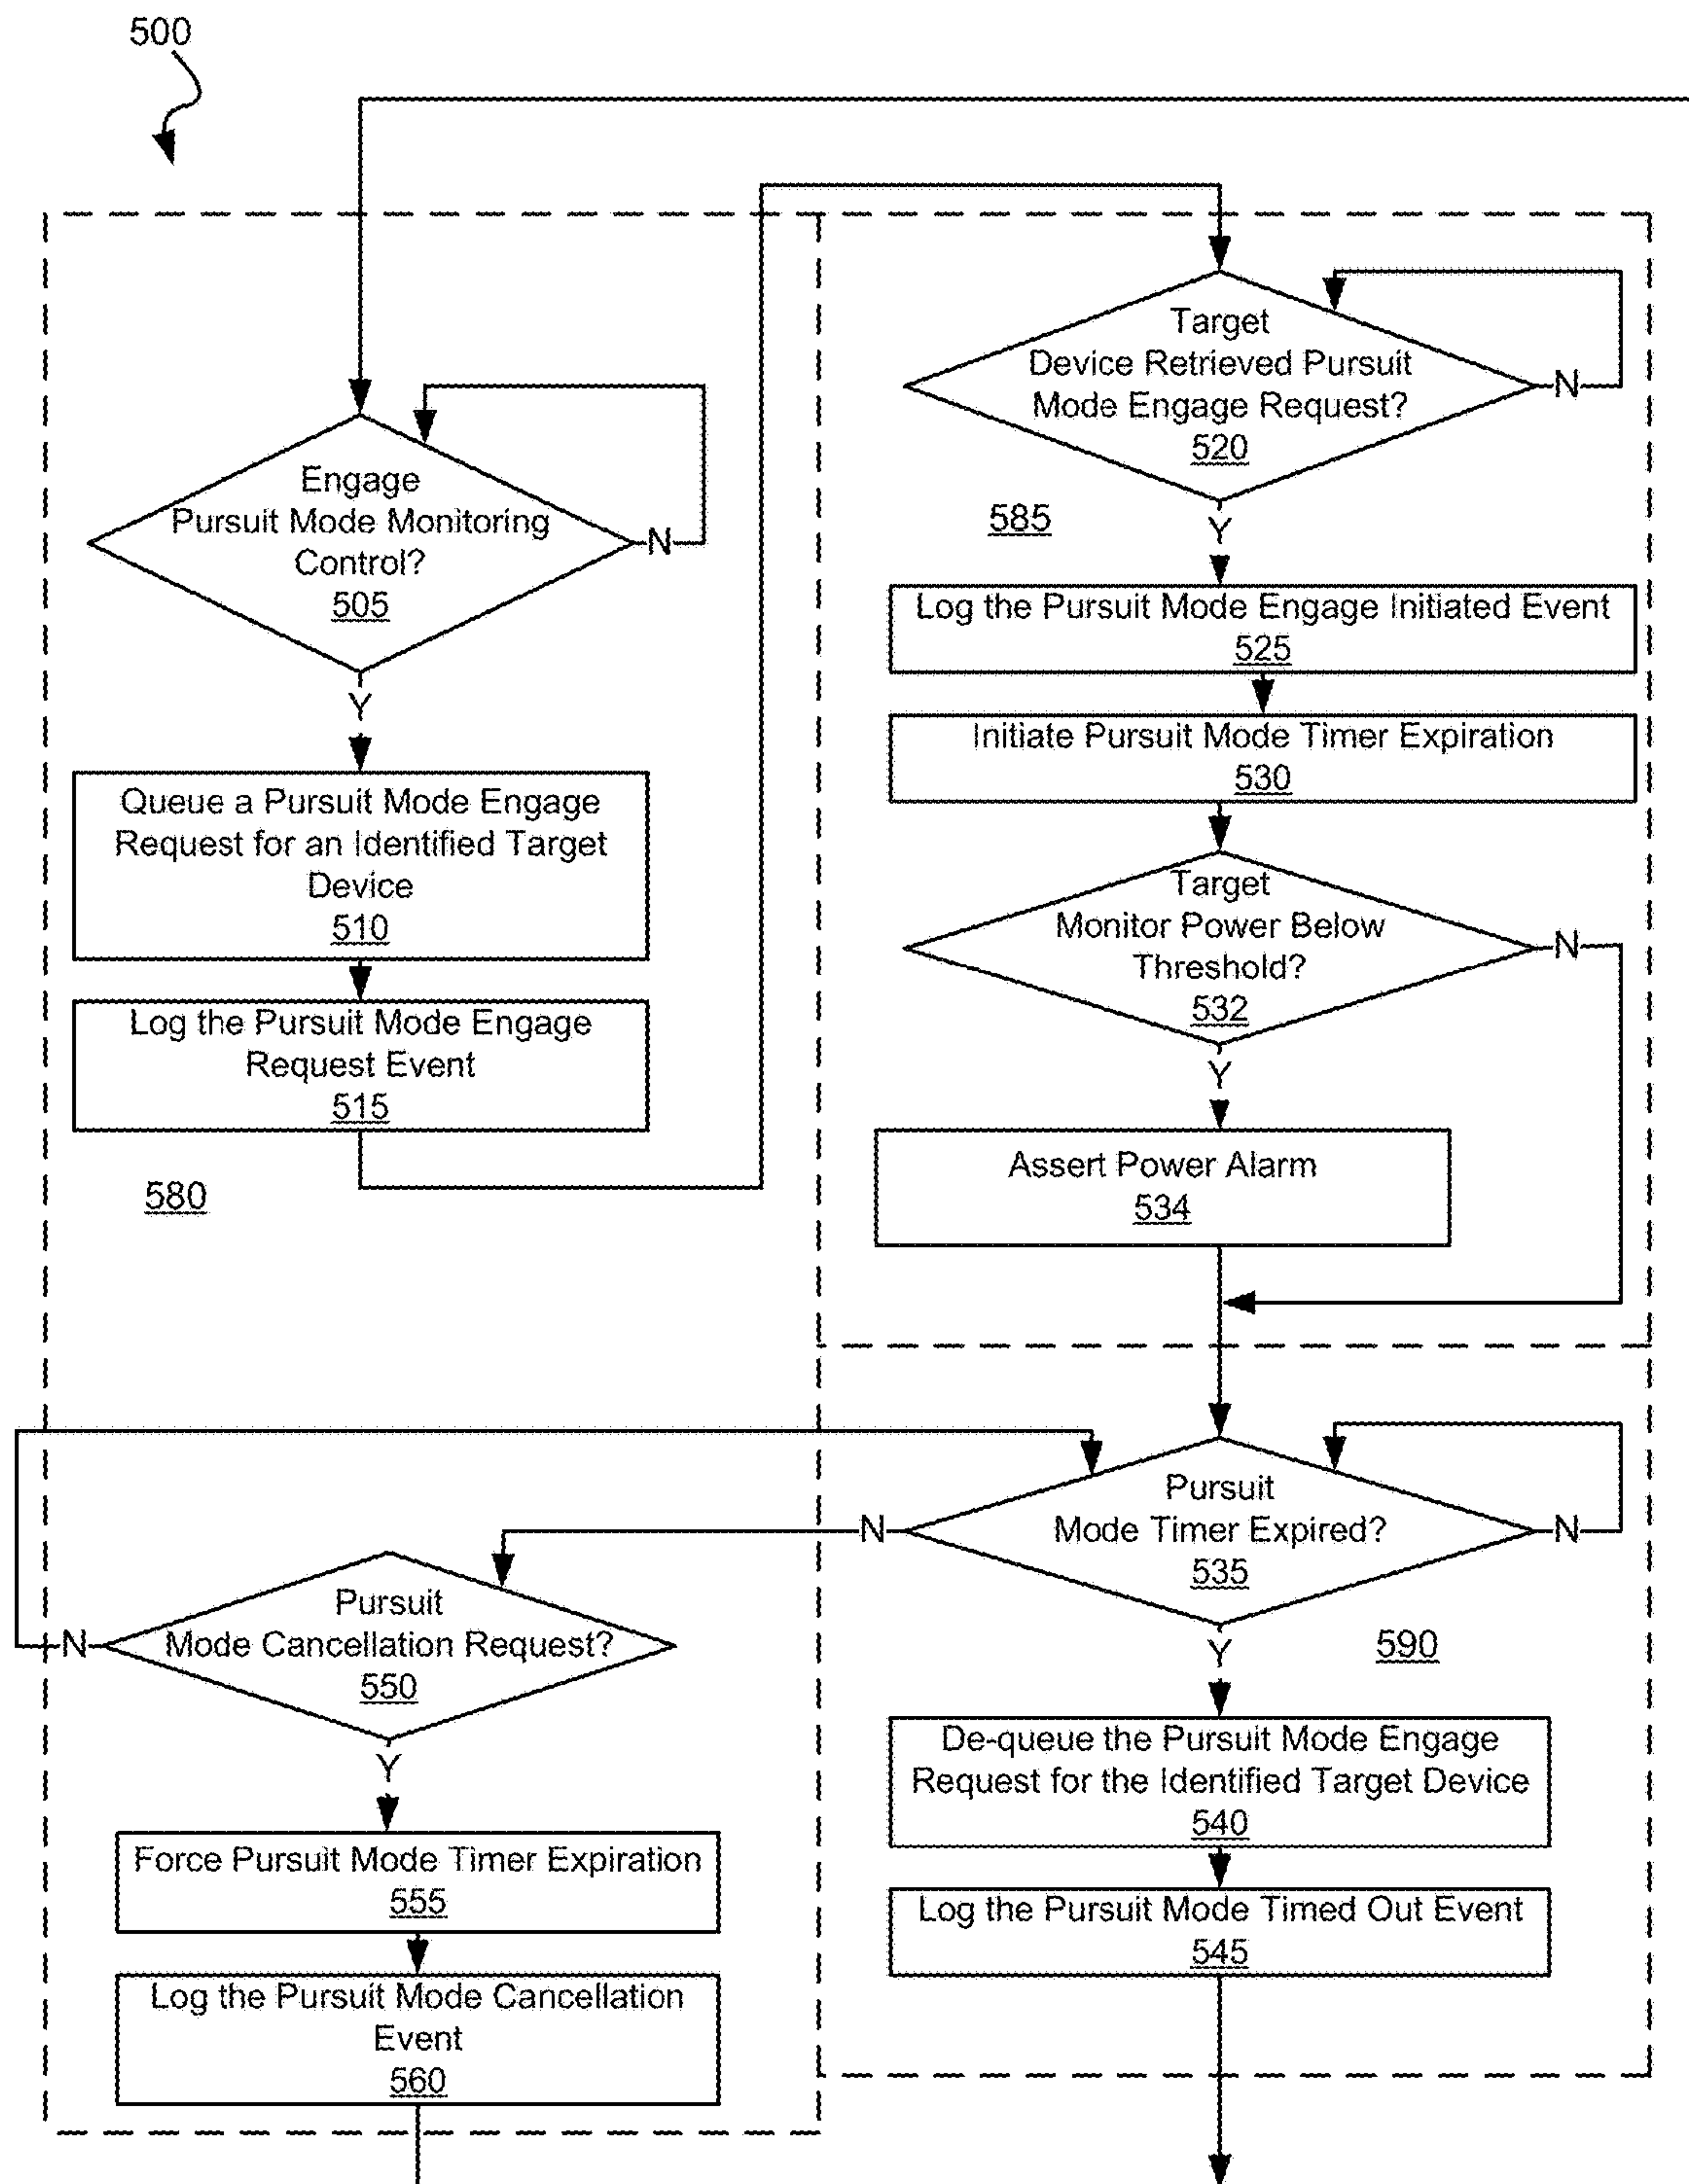 500
Engage
Pursuit Mode Monitoring
Control?
505
N
Y
Queue a Pursuit Mode Engage
Request for an Identified Target
Device
510
Log the Pursuit Mode Engage
Request Event
515
580
Target
Device Retrieved Pursuit
Mode Engage Request?
520
N
585
Y
Log the Pursuit Mode Engage Initiated Event
525
Initiate Pursuit Mode Timer Expiration
530
Target
Monitor Power Below
Threshold?
532
N
Y
Assert Power Alarm
534
Pursuit
Mode Timer Expired?
535
N
N
590
Y
De-queue the Pursuit Mode Engage
Request for the Identified Target Device
540
Log the Pursuit Mode Timed Out Event
545
Pursuit
Mode Cancellation Request?
550
N
Y
Force Pursuit Mode Timer Expiration
555
Log the Pursuit Mode Cancellation
Event
560